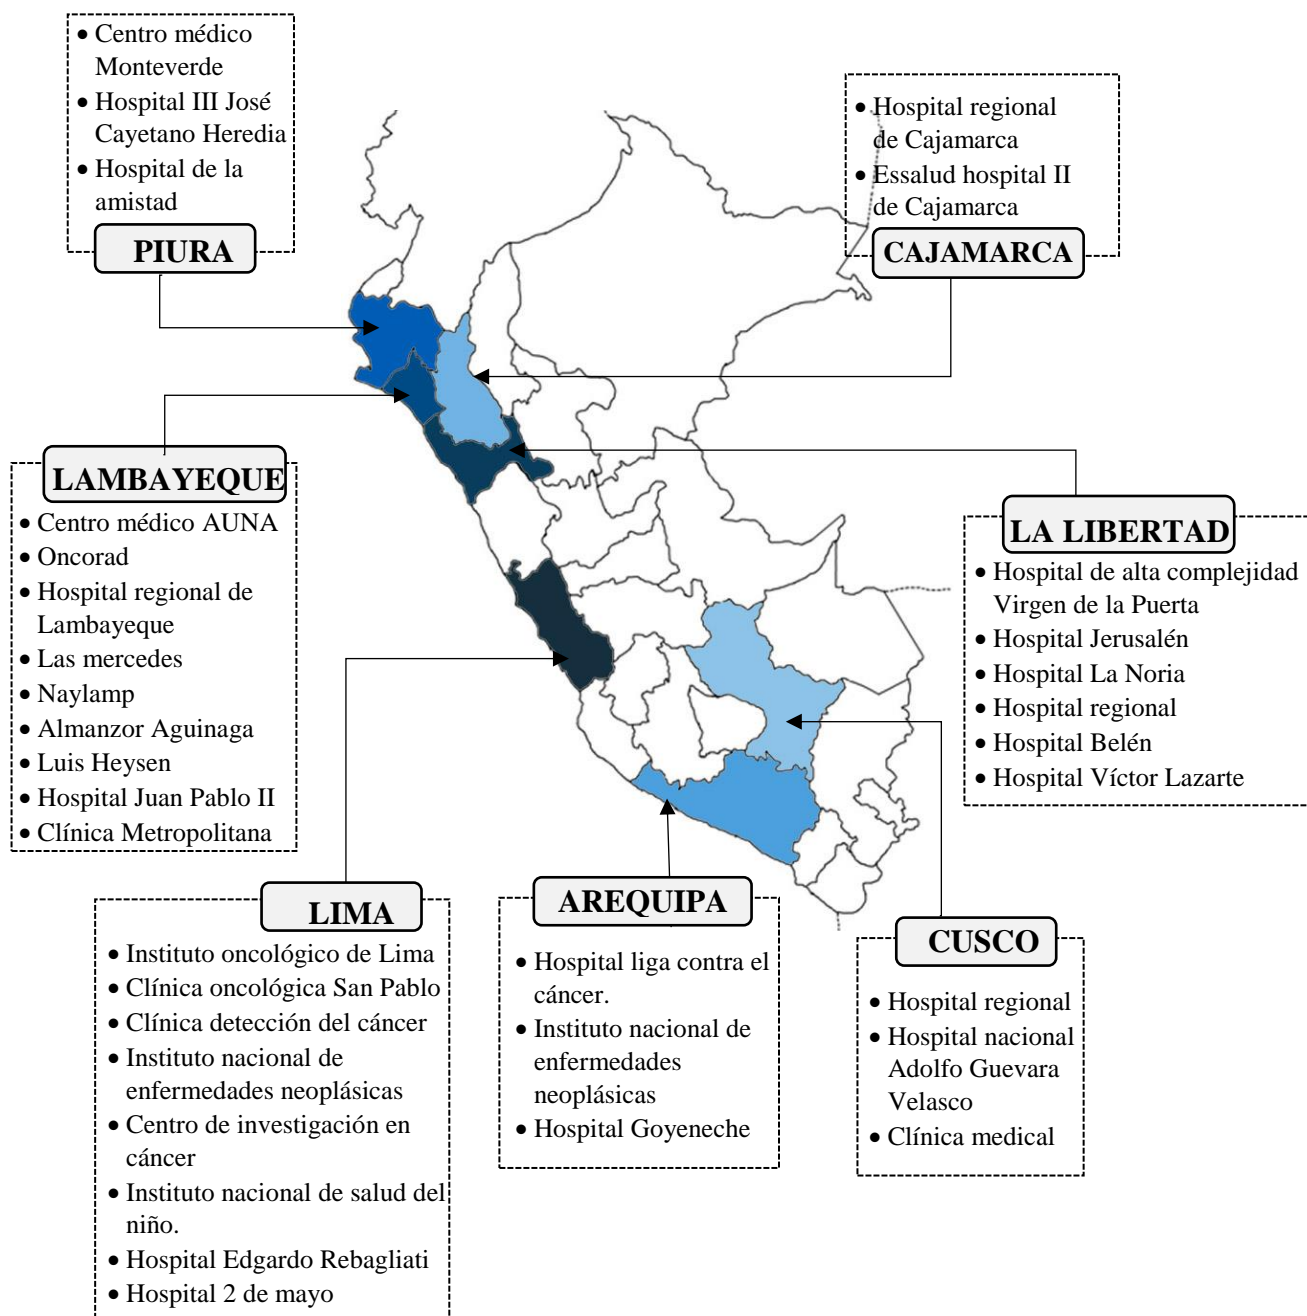 • Centro médico
Monteverde
• Hospital III José
Cayetano Heredia
• Hospital de la
amistad
PIURA
• Hospital regional
de Cajamarca
• Essalud hospital II
de Cajamarca
CAJAMARCA
LAMBAYEQUE
• Centro médico AUNA
• Oncorad
• Hospital regional de
Lambayeque
• Las mercedes
• Naylamp
• Almanzor Aguinaga
• Luis Heysen
• Hospital Juan Pablo II
• Clínica Metropolitana
LA LIBERTAD
• Hospital de alta complejidad
Virgen de la Puerta
• Hospital Jerusalén
• Hospital La Noria
• Hospital regional
• Hospital Belén
• Hospital Víctor Lazarte
LIMA
• Instituto oncológico de Lima
• Clínica oncológica San Pablo
• Clínica detección del cáncer
• Instituto nacional de
enfermedades neoplásicas
• Centro de investigación en
cáncer
• Instituto nacional de salud del
niño.
• Hospital Edgardo Rebagliati
• Hospital 2 de mayo
AREQUIPA
• Hospital liga contra el
cáncer.
• Instituto nacional de
enfermedades
neoplásicas
• Hospital Goyeneche
CUSCO
• Hospital regional
• Hospital nacional
Adolfo Guevara
Velasco
• Clínica medical